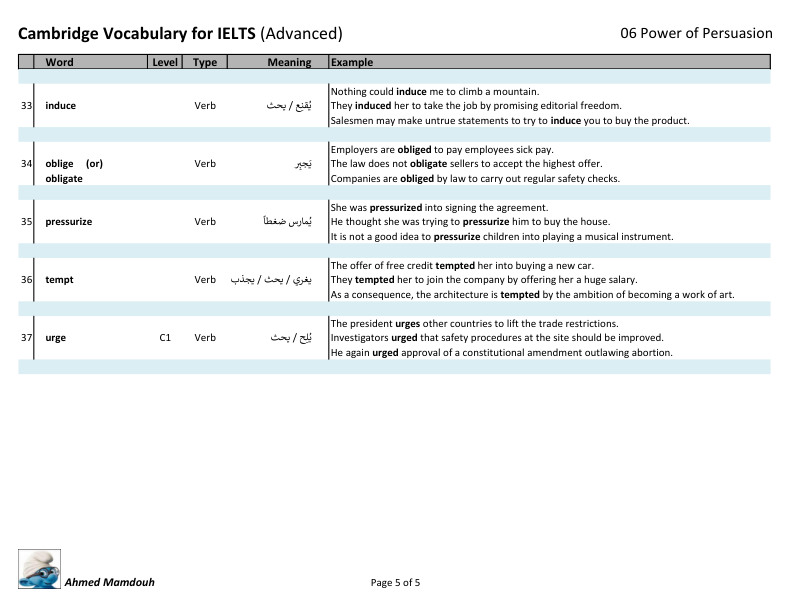 Cambridge Vocabulary for IELTS (Advanced) 06 Power of Persuasion
Word Level Type Meaning Example
Nothing could induce me to climb a mountain.
33 induce Verb يُقنِع / يحث They induced her to take the job by promising editorial freedom.
Salesmen may make untrue statements to try to induce you to buy the product.
Employers are obliged to pay employees sick pay.
34 oblige (or) Verb يَجبِر The law does not obligate sellers to accept the highest offer.
obligate Companies are obliged by law to carry out regular safety checks.
She was pressurized into signing the agreement.
35 pressurize Verb يُمارس ضغطاً He thought she was trying to pressurize him to buy the house.
It is not a good idea to pressurize children into playing a musical instrument.
The offer of free credit tempted her into buying a new car.
36 tempt Verb يغري / يحث / يجذب They tempted her to join the company by offering her a huge salary.
As a consequence, the architecture is tempted by the ambition of becoming a work of art.
The president urges other countries to lift the trade restrictions.
37 urge C1 Verb يُلِح / يحث Investigators urged that safety procedures at the site should be improved.
He again urged approval of a constitutional amendment outlawing abortion.
Ahmed Mamdouh Page 5 of 5